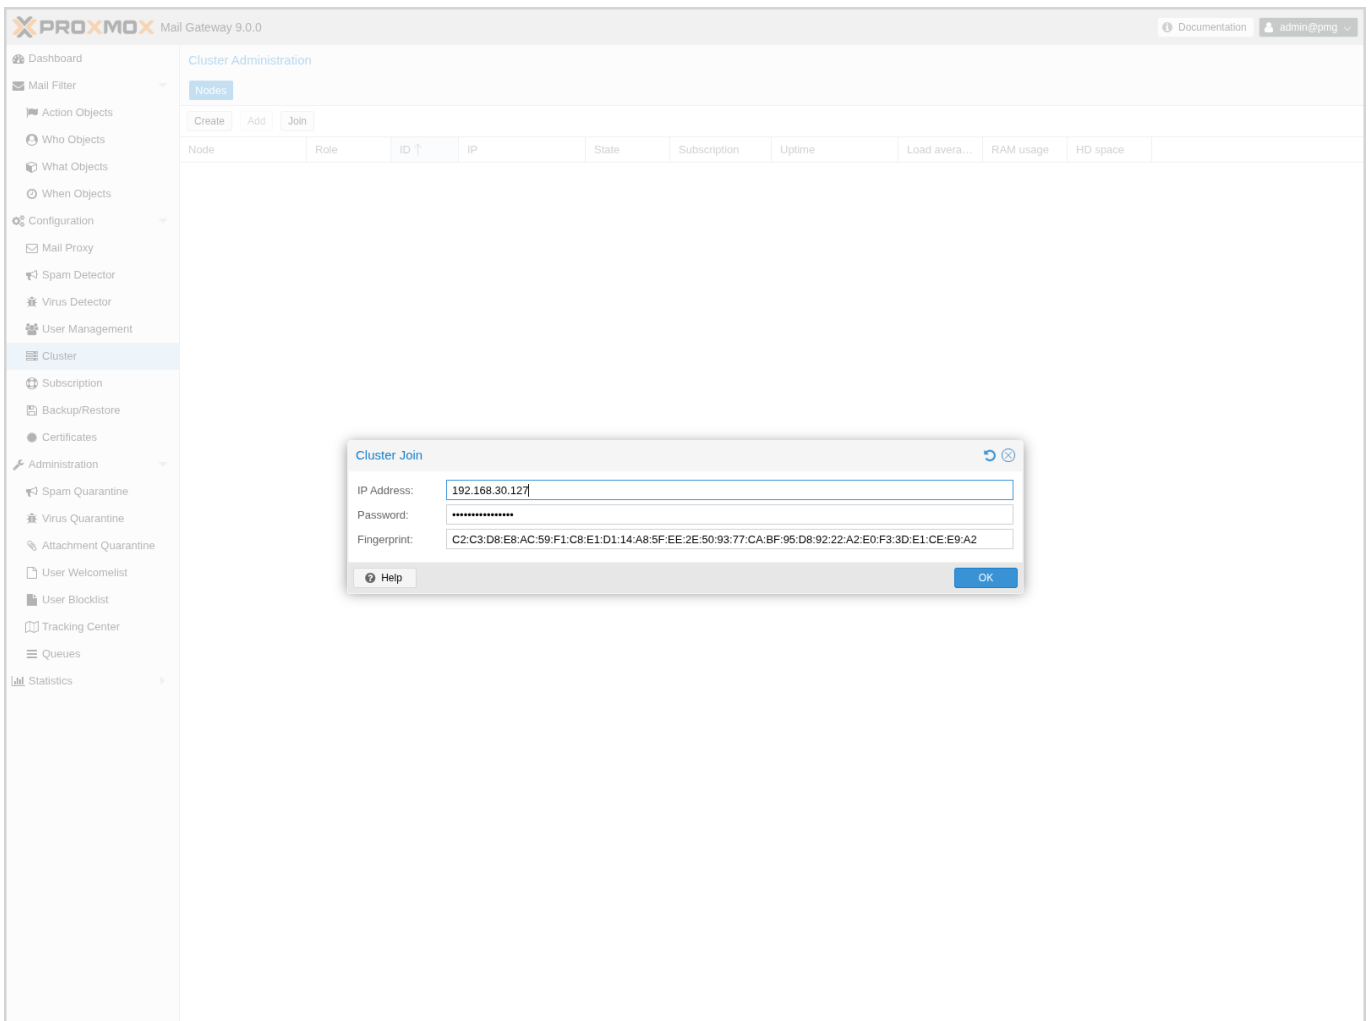 PROXMOX Mail Gateway 9.0.0 Documentation admin@pmg
Dashboard
Mail Filter
Action Objects
Who Objects
What Objects
When Objects
Configuration
Mail Proxy
Spam Detector
Virus Detector
User Management
Cluster
Subscription
Backup/Restore
Certificates
Administration
Spam Quarantine
Virus Quarantine
Attachment Quarantine
User Welcomelist
User Blocklist
Tracking Center
Queues
Statistics
Cluster Administration
Nodes
Create Add Join
Node Role ID IP State Subscription Uptime Load avera... RAM usage HD space
Cluster Join
IP Address: 192.168.30.127
Password: ••••••••••••••••
Fingerprint: C2:C3:D8:E8:AC:59:F1:C8:E1:D1:14:A8:5F:EE:2E:50:93:77:CA:BF:95:D8:92:22:A2:E0:F3:3D:E1:CE:E9:A2
Help OK